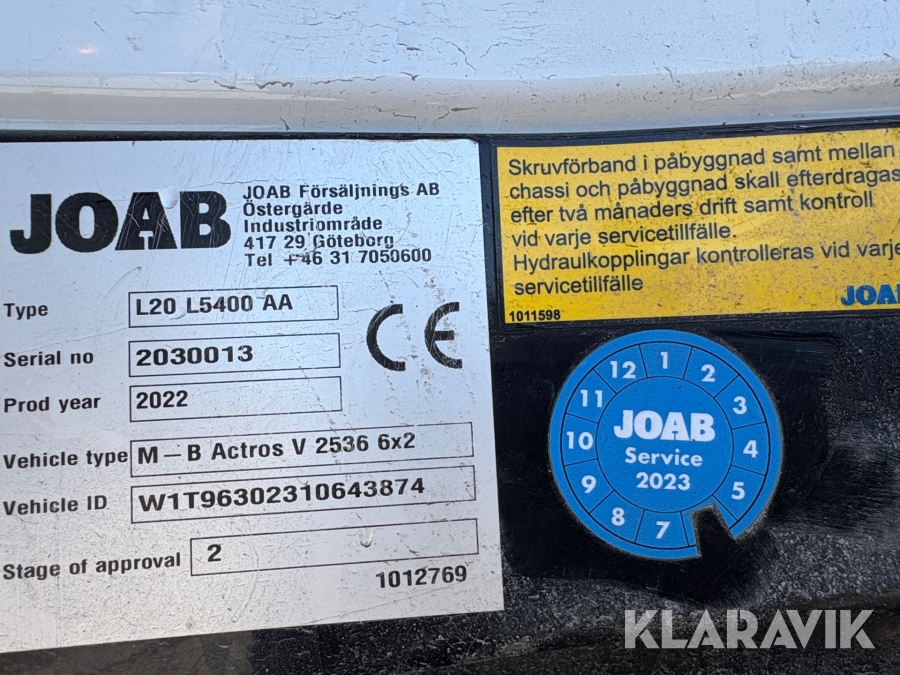 JOAB
JOAB Försäljnings AB
Östergärde
Industriområde
417 29 Göteborg
Tel +46 31 7050600
Type L20 L5400 AA
Serial no 2030013
Prod year 2022
CE
Vehicle type M-B Actros V 2536 6x2
Vehicle ID W1T96302310643874
Stage of approval 2
1012769
Skruvförband i påbyggnad samt mellan
chassi och påbyggnad skall efterdragas
efter två månaders drift samt kontroll
vid varje servicetillfälle.
Hydraulkopplingar kontrolleras vid varje
servicetillfälle
JOAB
1011598
12 1 2 3 4 5 7 8 9 10 11
JOAB
Service
2023
KLARAVIK